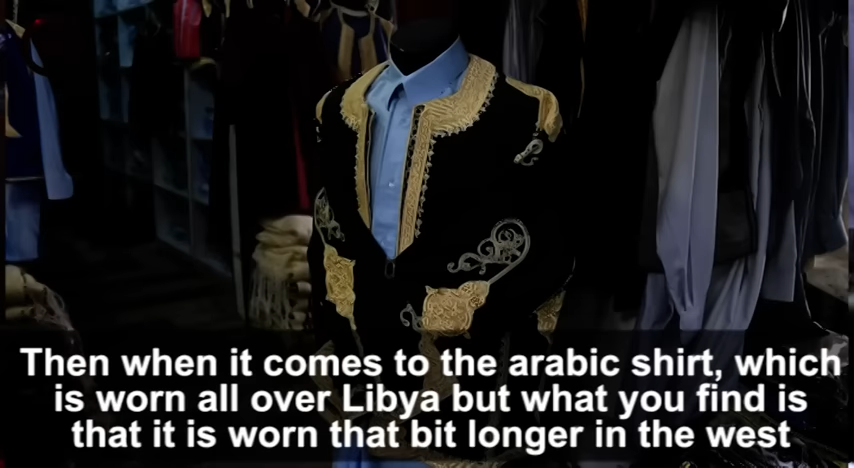 Then when it comes to the arabic shirt, which
is worn all over Libya but what you find is
that it is worn that bit longer in the west